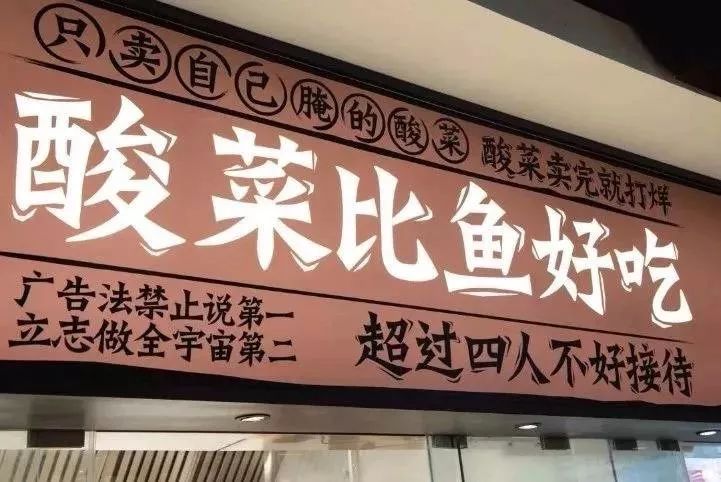 只卖自己腌的酸菜 酸菜卖完就打烊
酸菜比鱼好吃
广告法禁止说第一
立志做全宇宙第二
超过四人不好接待